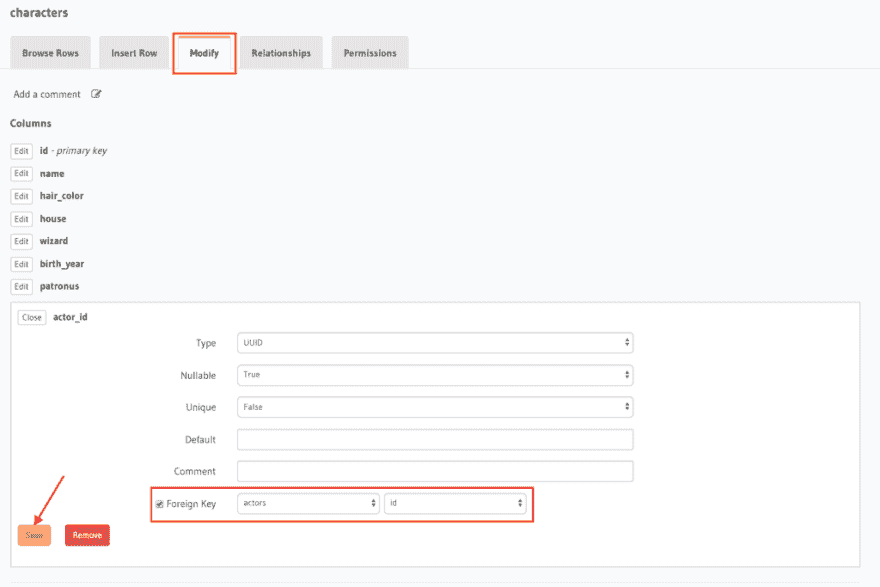 characters
Browse Rows Insert Row Modify Relationships Permissions
Add a comment
Columns
Edit id - primary key
Edit name
Edit hair_color
Edit house
Edit wizard
Edit birth_year
Edit patronus
Close actor_id
Type UUID
Nullable True
Unique False
Default
Comment
Foreign Key actors id
Save Remove